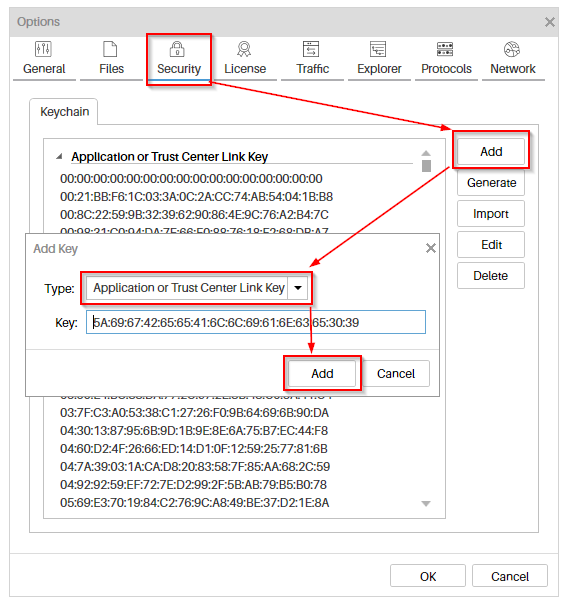 Options
General
Files
Security
License
Traffic
Explorer
Protocols
Network
Keychain
Application or Trust Center Link Key
00:00:00:00:00:00:00:00:00:00:00:00:00:00:00:00
00:21:BB:F6:1C:03:3A:0C:2A:CC:74:AB:54:04:1B:B8
00:8C:22:59:9B:32:39:62:90:86:4E:9C:76:A2:B4:7C
Add
Generate
Import
Edit
Delete
Add Key
Type: Application or Trust Center Link Key
Key: 5A:69:67:42:65:65:41:6C:6C:69:61:6E:63:65:30:39
Add
Cancel
03:7F:C3:A0:53:38:C1:27:26:F0:9B:64:69:6B:90:DA
04:30:13:87:95:6B:9D:1B:9E:8E:6A:75:B7:EC:44:F8
04:60:D2:4F:26:66:ED:14:D1:0F:12:59:25:77:81:6B
04:7A:39:03:1A:CA:D8:20:83:58:7F:85:AA:68:2C:59
04:92:92:59:EF:72:7E:D2:99:2F:5B:AB:79:B5:B0:78
05:69:E3:70:19:84:C2:76:9C:A8:49:BE:37:D2:1E:8A
OK
Cancel